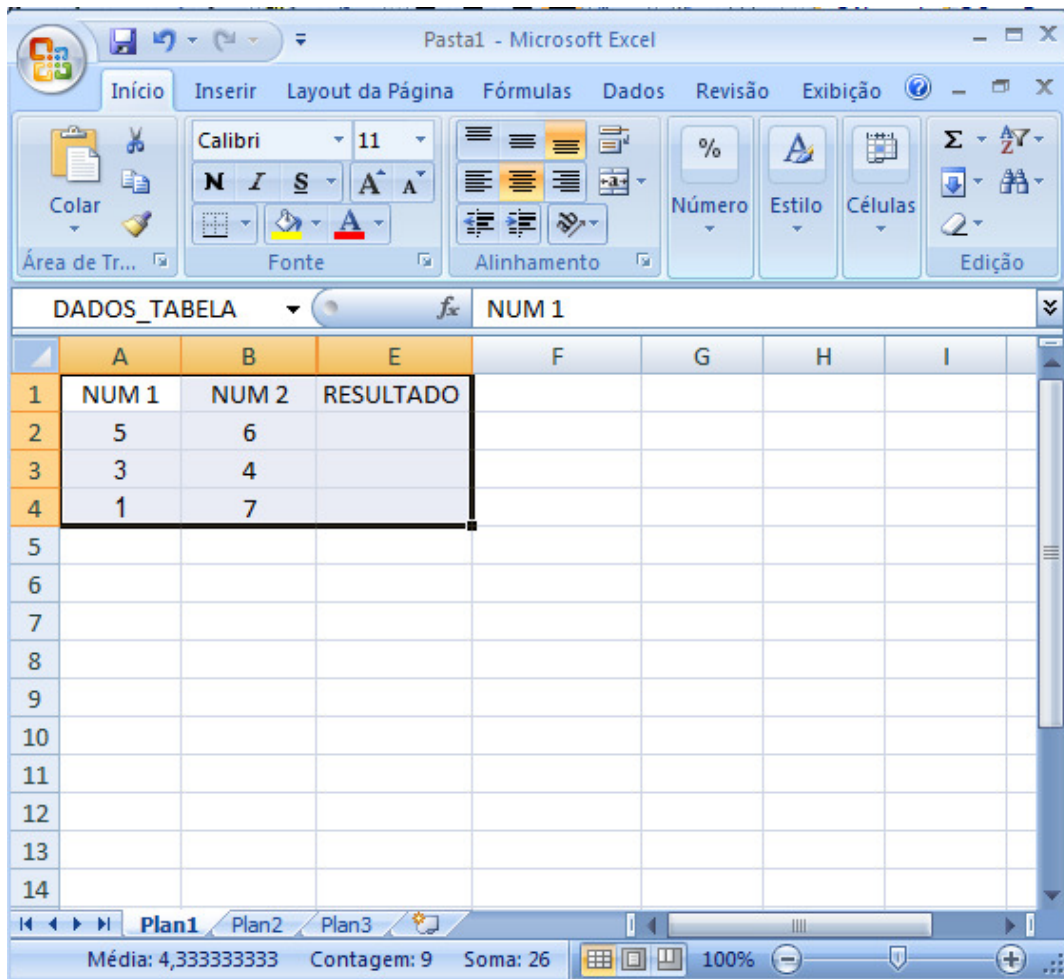 Pasta1 - Microsoft Excel
Início Inserir Layout da Página Fórmulas Dados Revisão Exibição
Calibri 11
Colar
N I S A A
A
%
Número
A
Estilo
Células
Σ
A
Z
Área de Tr... Fonte Alinhamento Edição
DADOS_TABELA fx NUM 1
A B E F G H I
1 NUM 1 NUM 2 RESULTADO
2 5 6
3 3 4
4 1 7
5
6
7
8
9
10
11
12
13
14
Plan1 Plan2 Plan3
Média: 4,333333333 Contagem: 9 Soma: 26 100%